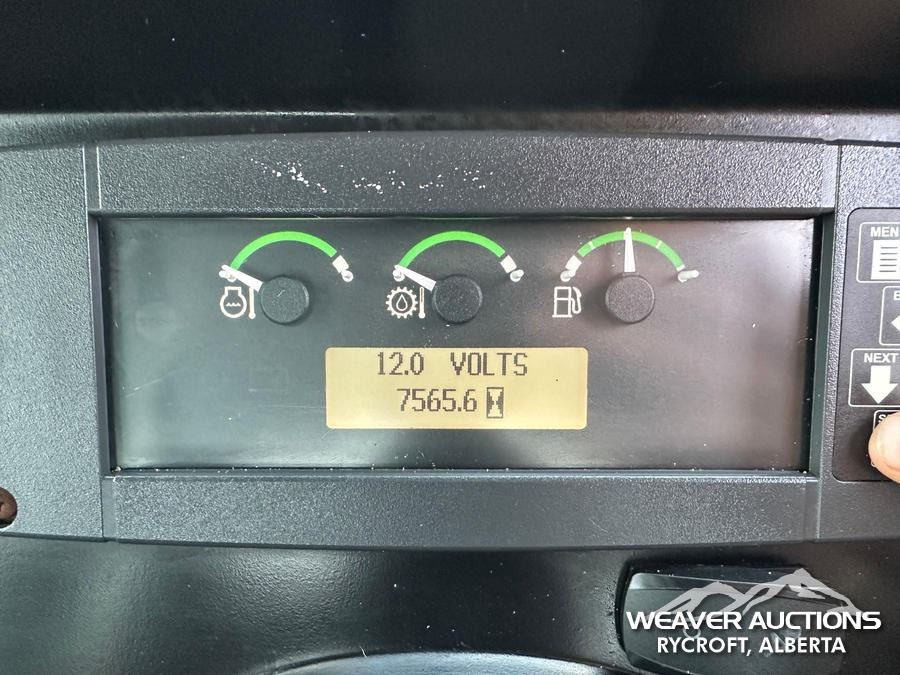 MEN
12.0 VOLTS
NEXT
7565.6
WEAVER AUCTIONS
RYCROFT, ALBERTA